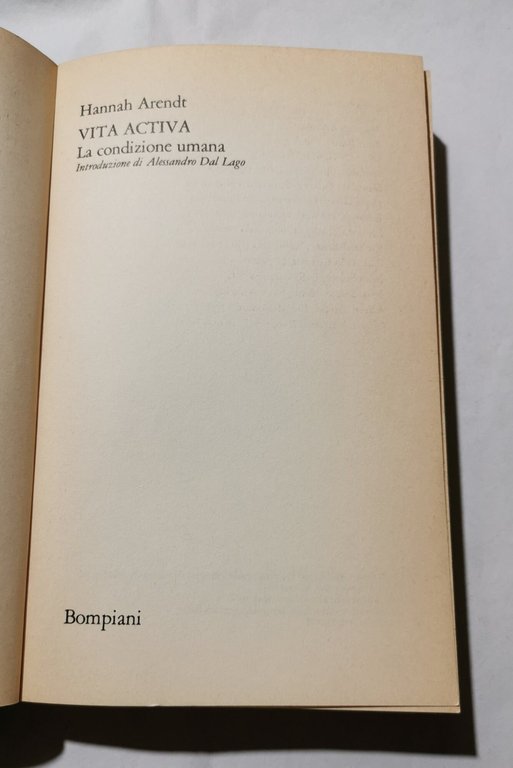 Hannah Arendt
VITA ACTIVA
La condizione umana
Introduzione di Alessandro Dal Lago
Bompiani